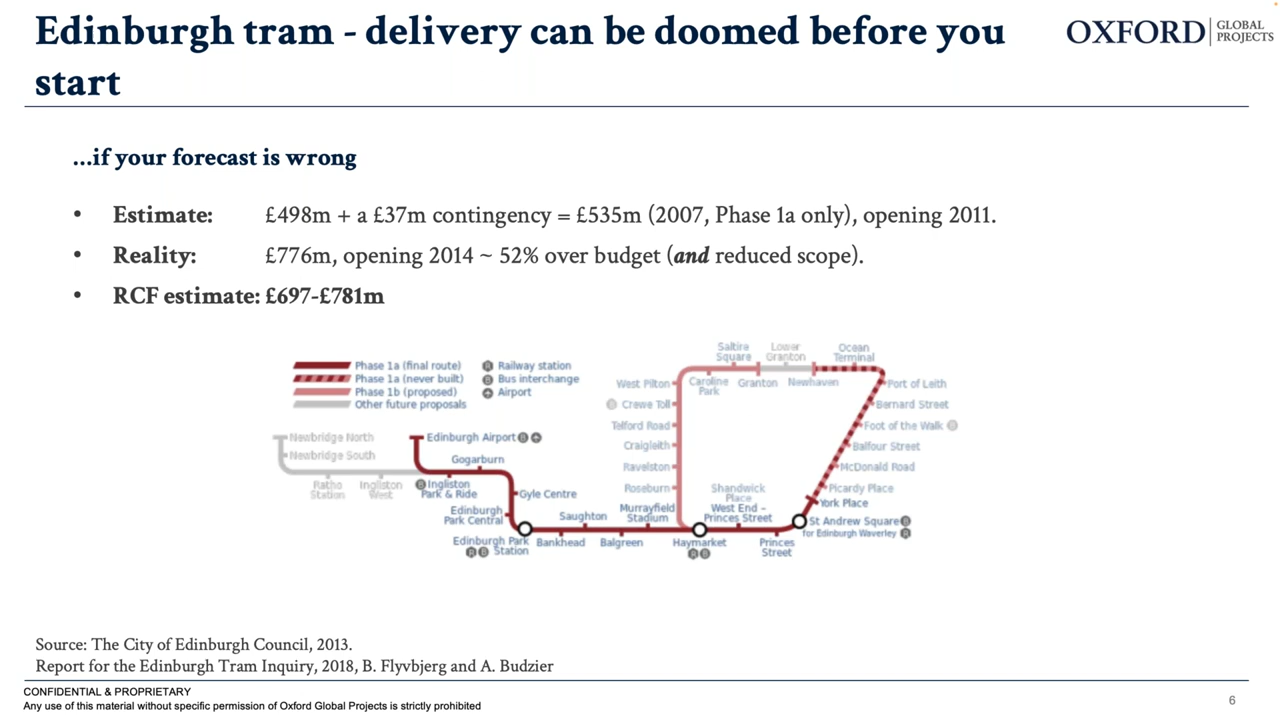 Edinburgh tram - delivery can be doomed before you
start
OXFORD
GLOBAL
PROJECTS
...if your forecast is wrong
• Estimate: £498m + a £37m contingency = £535m (2007, Phase 1a only), opening 2011.
• Reality: £776m, opening 2014 ~ 52% over budget (and reduced scope).
• RCF estimate: £697-£781m
Phase 1a (final route)
Phase 1a (never built)
Phase 1b (proposed)
Other future proposals
R Railway station
B Bus interchange
Airport
Saltire
Square
Lower
Granton
Ocean
Terminal
West Pilton
Caroline
Park
Granton
Newhaven
Port of Leith
B Crewe Toll
Bernard Street
Telford Road
Foot of the Walk B
Craigleith
Balfour Street
Ravelston
McDonald Road
Roseburn
Picardy Place
Newbridge North
Newbridge South
Edinburgh Airport B
Gogarburn
Ratho
Station
Ingliston
West
B Ingliston
Park & Ride
Gyle Centre
Shandwick
Place
York Place
Edinburgh
Park Central
Saughton
Murrayfield
Stadium
West End –
Princes Street
St Andrew Square B
for Edinburgh Waverley R
Edinburgh Park
R B Station
Bankhead
Balgreen
Haymarket
R B
Princes
Street
Source: The City of Edinburgh Council, 2013.
Report for the Edinburgh Tram Inquiry, 2018, B. Flyvbjerg and A. Budzier
CONFIDENTIAL & PROPRIETARY
Any use of this material without specific permission of Oxford Global Projects is strictly prohibited
6